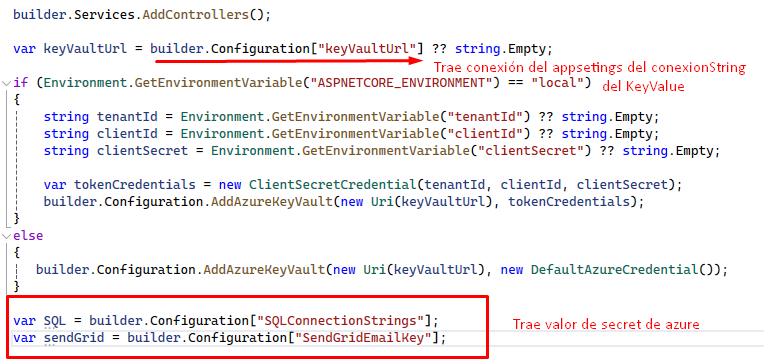 builder.Services.AddControllers();
var keyVaultUrl = builder.Configuration["keyVaultUrl"] ?? string.Empty;
Trae conexión del appsetings del conexionString
del KeyValue
if (Environment.GetEnvironmentVariable("ASPNETCORE_ENVIRONMENT") == "local")
{
string tenantId = Environment.GetEnvironmentVariable("tenantId") ?? string.Empty;
string clientId = Environment.GetEnvironmentVariable("clientId") ?? string.Empty;
string clientSecret = Environment.GetEnvironmentVariable("clientSecret") ?? string.Empty;
var tokenCredentials = new ClientSecretCredential(tenantId, clientId, clientSecret);
builder.Configuration.AddAzureKeyVault(new Uri(keyVaultUrl), tokenCredentials);
}
else
{
builder.Configuration.AddAzureKeyVault(new Uri(keyVaultUrl), new DefaultAzureCredential());
}
var SQL = builder.Configuration["SQLConnectionStrings"];
Trae valor de secret de azure
var sendGrid = builder.Configuration["SendGridEmailKey"];